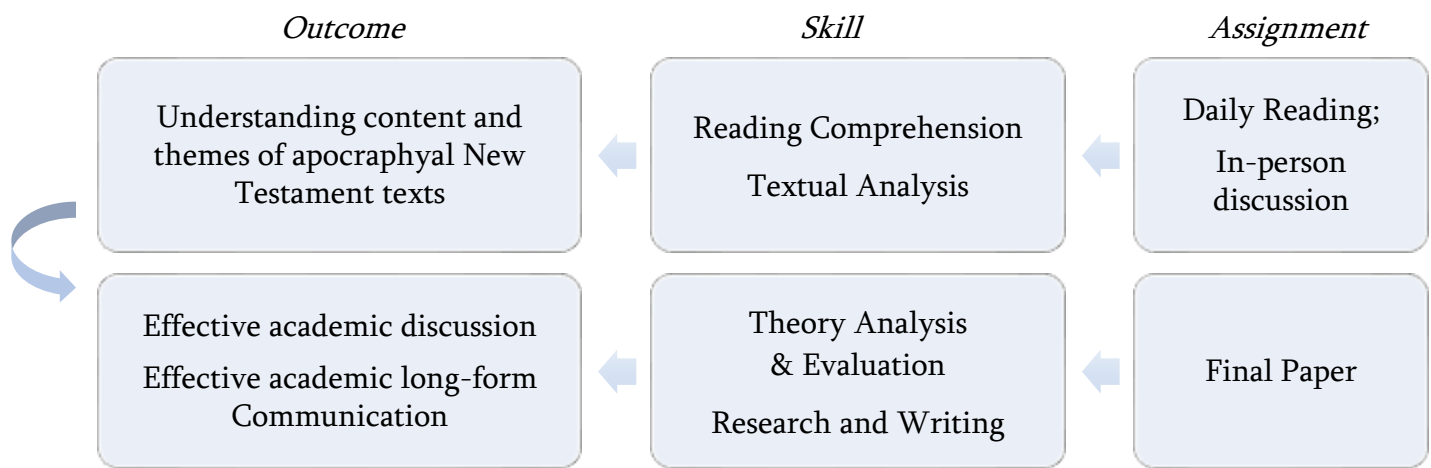 Outcome
Skill
Assignment
Understanding content and
themes of apocraphyal New
Testament texts
Reading Comprehension
Textual Analysis
Daily Reading;
In-person
discussion
Effective academic discussion
Effective academic long-form
Communication
Theory Analysis
& Evaluation
Research and Writing
Final Paper